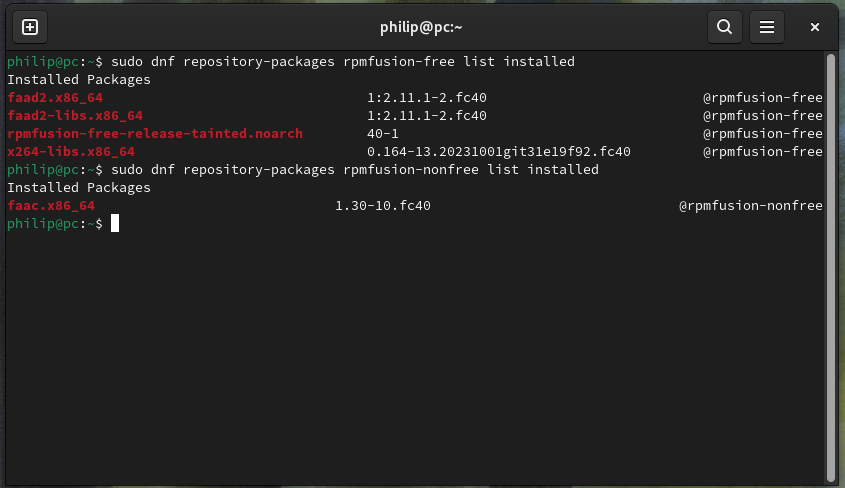 philip@pc:~
philip@pc:~$ sudo dnf repository-packages rpmfusion-free list installed
Installed Packages
faad2.x86_64 1:2.11.1-2.fc40 @rpmfusion-free
faad2-libs.x86_64 1:2.11.1-2.fc40 @rpmfusion-free
rpmfusion-free-release-tainted.noarch 40-1 @rpmfusion-free
x264-libs.x86_64 0.164-13.20231001git31e19f92.fc40 @rpmfusion-free
philip@pc:~$ sudo dnf repository-packages rpmfusion-nonfree list installed
Installed Packages
faac.x86_64 1.30-10.fc40 @rpmfusion-nonfree
philip@pc:~$